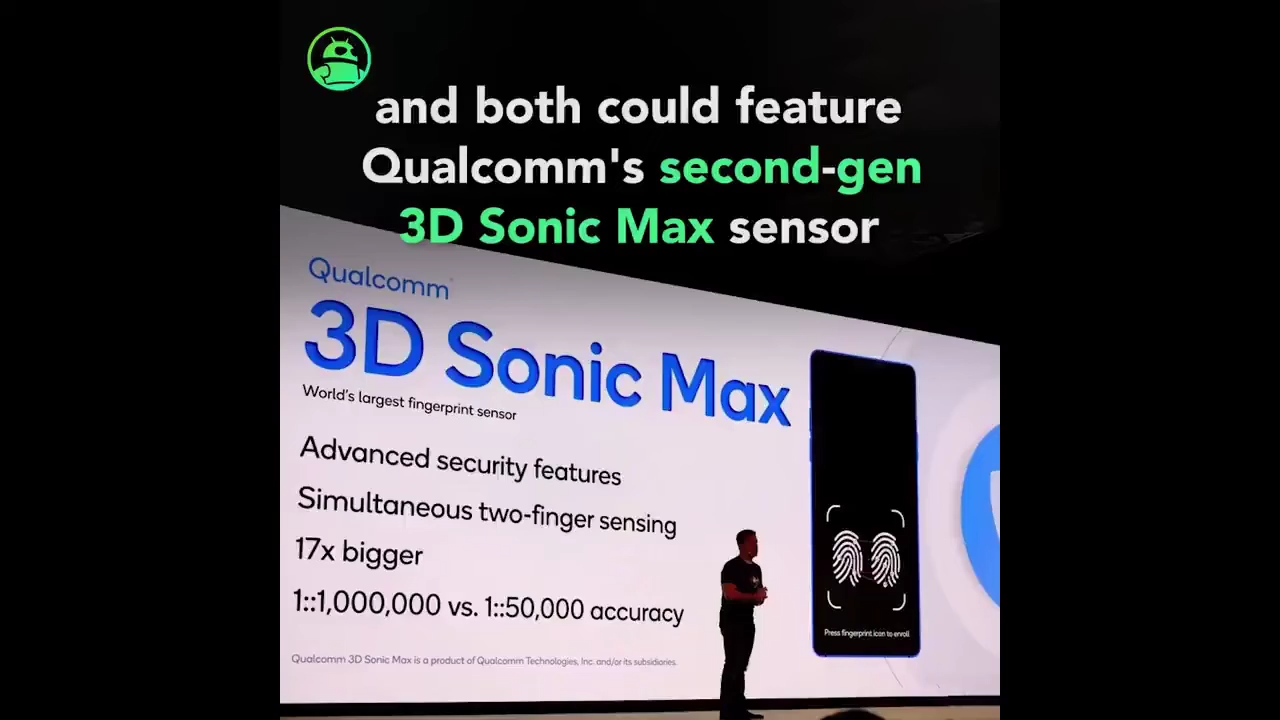 and both could feature
Qualcomm's second-gen
3D Sonic Max sensor
Qualcomm
3D Sonic Max
World's largest fingerprint sensor
Advanced security features
Simultaneous two-finger sensing
17x bigger
1::1,000,000 vs. 1::50,000 accuracy
Press fingerprint icon to enroll
Qualcomm 3D Sonic Max is a product of Qualcomm Technologies, Inc. and/or its subsidiaries.